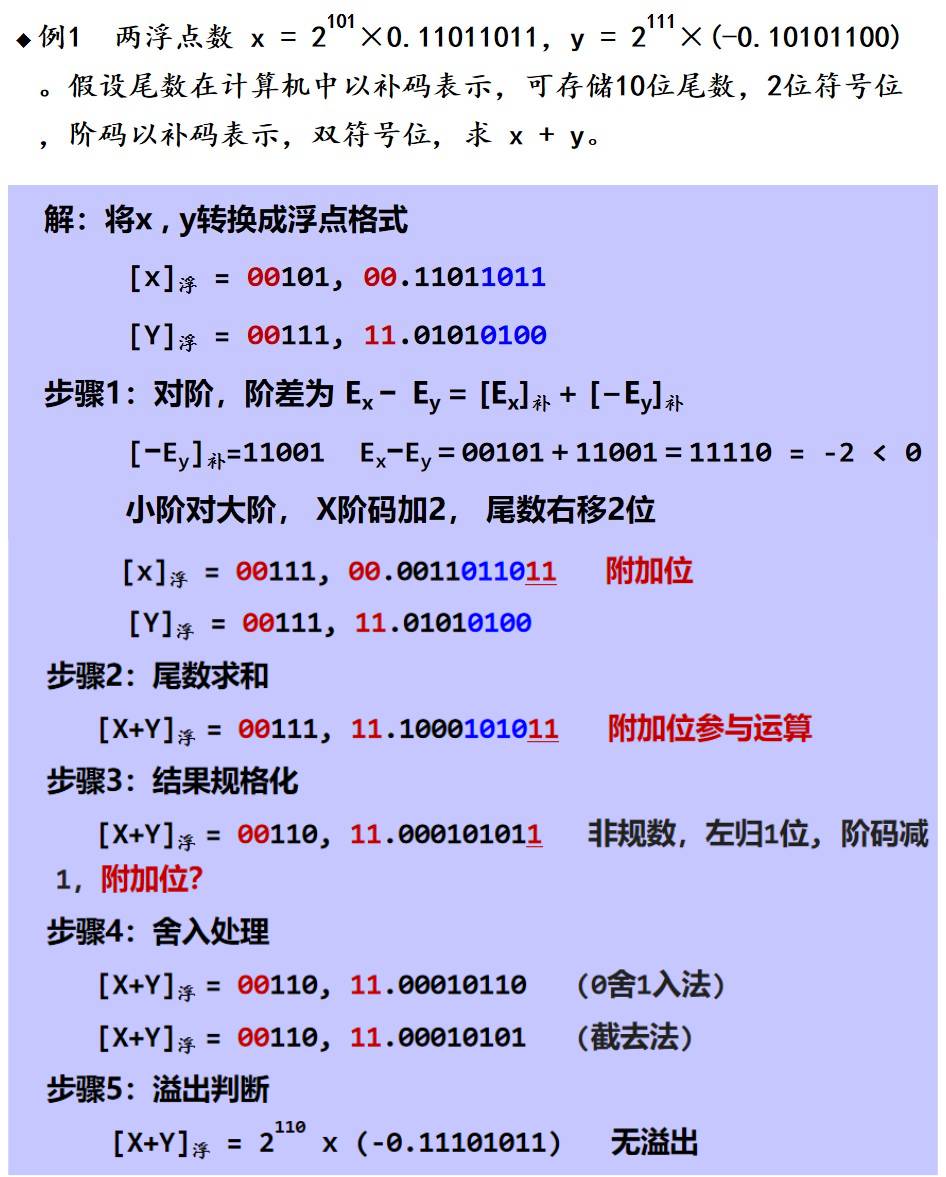 ◆例1 两浮点数 x = 2^101×0.11011011, y = 2^111×(-0.10101100)
。假设尾数在计算机中以补码表示,可存储10位尾数,2位符号位
,阶码以补码表示,双符号位,求 x + y。
解:将x , y转换成浮点格式
[x]浮 = 00101, 00.11011011
[Y]浮 = 00111, 11.01010100
步骤1:对阶,阶差为 Ex - Ey = [Ex]补 + [-Ey]补
[-Ey]补=11001 Ex-Ey=00101+11001=11110 = -2 < 0
小阶对大阶, X阶码加2, 尾数右移2位
[x]浮 = 00111, 00.0011011011 附加位
[Y]浮 = 00111, 11.01010100
步骤2:尾数求和
[X+Y]浮 = 00111, 11.1000101011 附加位参与运算
步骤3:结果规格化
[X+Y]浮 = 00110, 11.000101011 非规数,左归1位,阶码减
1,附加位?
步骤4:舍入处理
[X+Y]浮 = 00110, 11.00010110 (0舍1入法)
[X+Y]浮 = 00110, 11.00010101 (截去法)
步骤5:溢出判断
[X+Y]浮 = 2^110 x (-0.11101011) 无溢出